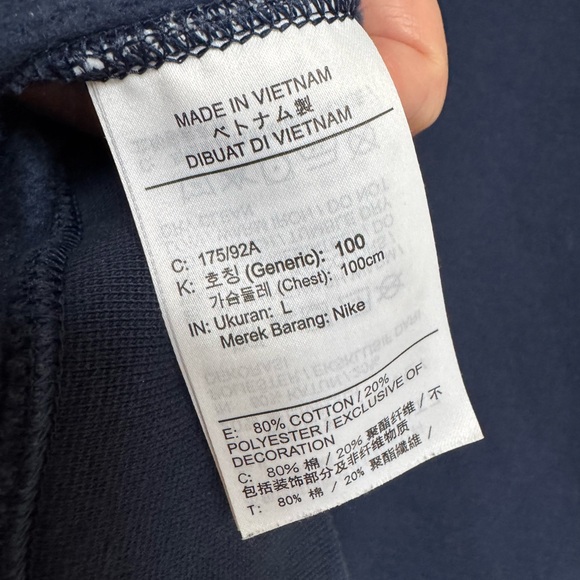 MADE IN VIETNAM
ベトナム製
DIBUAT DI VIETNAM
C: 175/92A
K: 호칭 (Generic): 100
가슴둘레 (Chest): 100cm
IN: Ukuran: L
Merek Barang: Nike
E: 80% COTTON / 20%
POLYESTER / EXCLUSIVE OF
DECORATION
C: 80% 棉 / 20% 聚酯纤维 / 不
包括装饰部分及非纤维物质
T: 80% 棉 / 20% 聚酯纖維 /